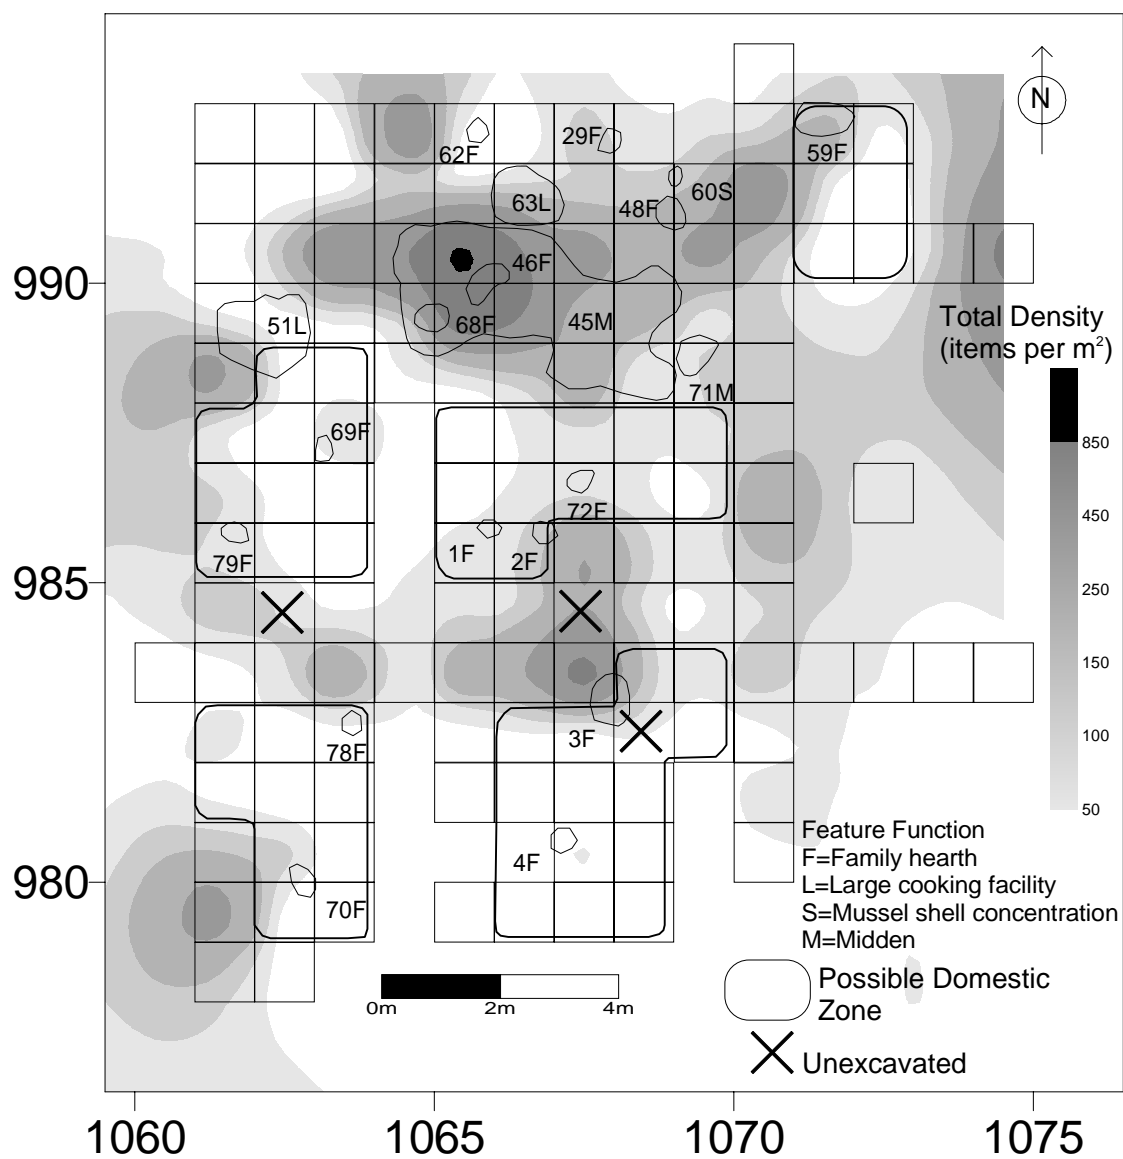 N
62F
29F
59F
63L
48F
60S
46F
990
51L
68F
45M
Total Density
(items per m²)
71M
69F
850
72F
450
1F
2F
79F
985
250
150
3F
78F
100
50
Feature Function
F=Family hearth
4F
L=Large cooking facility
980
70F
S=Mussel shell concentration
M=Midden
Possible Domestic
Zone
0m 2m 4m
Unexcavated
1060 1065 1070 1075